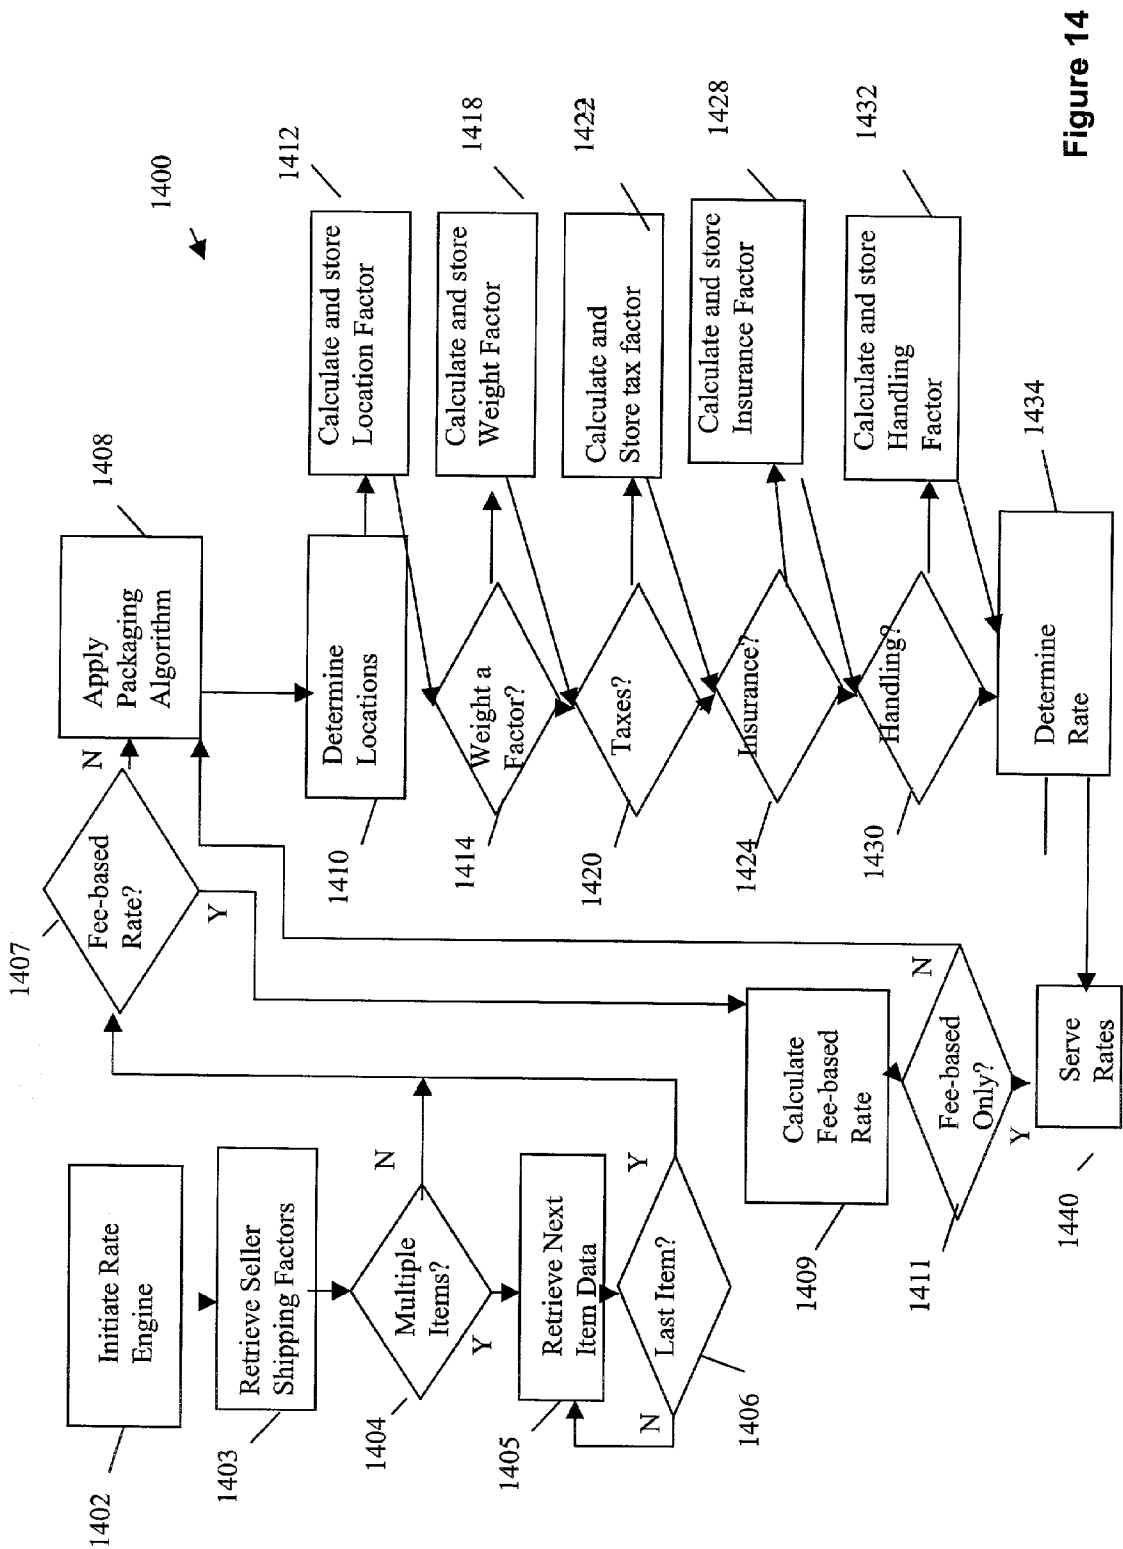 1400
1402
Initiate Rate
Engine
1403
Retrieve Seller
Shipping Factors
1404
Multiple
Items?
N
Y
1405
Retrieve Next
Item Data
1406
Last Item?
N
Y
1407
Fee-based
Rate?
N
Y
1409
Calculate
Fee-based
Rate
1411
Fee-based
Only?
N
Y
1440
Serve
Rates
1408
Apply
Packaging
Algorithm
1410
Determine
Locations
1412
Calculate and store
Location Factor
1414
Weight a
Factor?
1418
Calculate and store
Weight Factor
1420
Taxes?
1422
Calculate and
Store tax factor
1424
Insurance?
1428
Calculate and store
Insurance Factor
1430
Handling?
1432
Calculate and store
Handling
Factor
1434
Determine
Rate
Figure 14